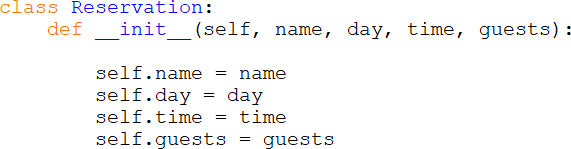 class Reservation:
    def __init__(self, name, day, time, guests):
        self.name = name
        self.day = day
        self.time = time
        self.guests = guests